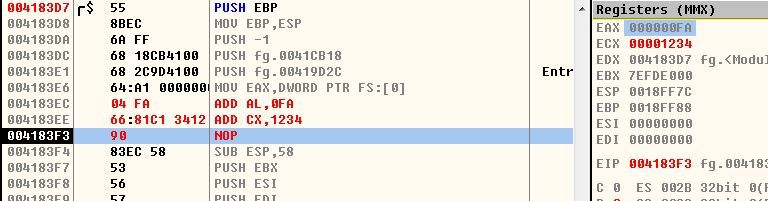 Registers (MMX)
004183D7 ┌$ 55 PUSH EBP
004183D8 8BEC MOV EBP,ESP
004183DA 6A FF PUSH -1
004183DC 68 18CB4100 PUSH fg.0041CB18
004183E1 68 2C9D4100 PUSH fg.00419D2C Entr
004183E6 64:A1 0000000 MOV EAX,DWORD PTR FS:[0]
004183EC 04 FA ADD AL,0FA
004183EE 66:81C1 3412 ADD CX,1234
004183F3 90 NOP
004183F4 83EC 58 SUB ESP,58
004183F7 53 PUSH EBX
004183F8 56 PUSH ESI
004183F9 57 PUSH EDI
EAX 000000FA
ECX 00001234
EDX 004183D7 fg.<Modul
EBX 7EFDE000
ESP 0018FF7C
EBP 0018FF88
ESI 00000000
EDI 00000000
EIP 004183F3 fg.004183
C 0 ES 002B 32bit 0(F